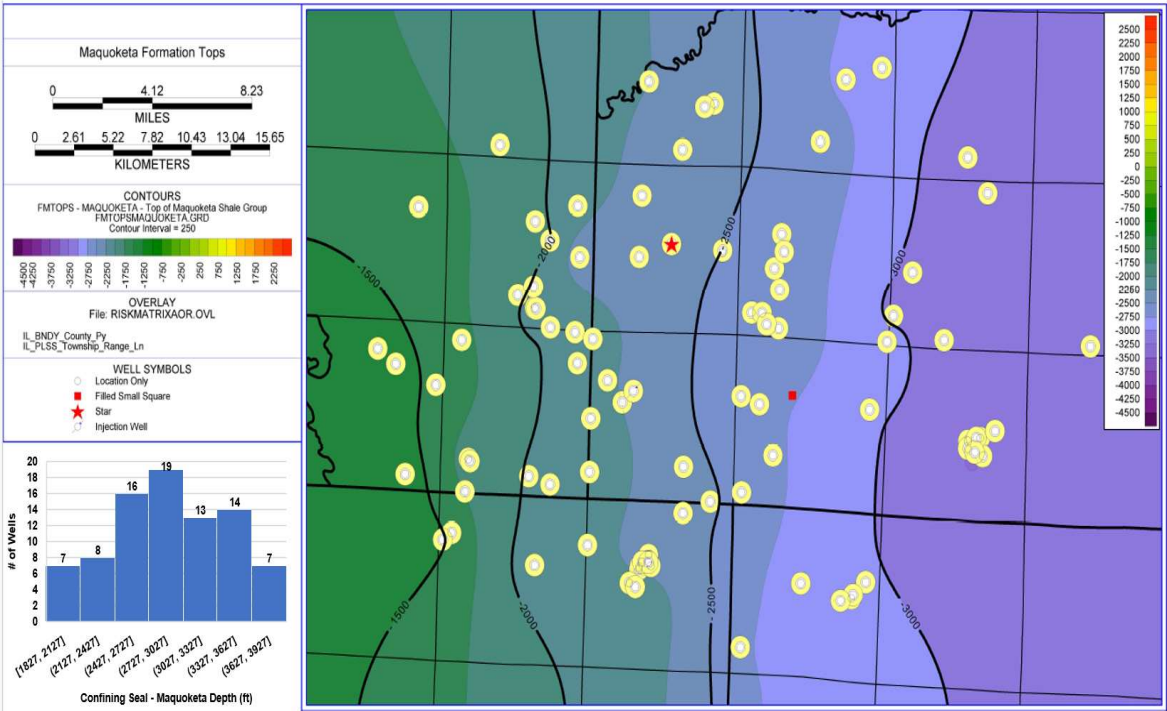 Maquoketa Formation Tops
0 4.12 8.23
MILES
0 2.61 5.22 7.82 10.43 13.04 15.65
KILOMETERS
CONTOURS
FMTOPS - MAQUOKETA - Top of Maquoketa Shale Group
FMTOPSMAQUOKETA.GRD
Contour Interval = 250
-4500 -4250 -3750 -3250 -2750 -2250 -1750 -1250 -750 -250 250 750 1250 1750 2250
OVERLAY
File: RISKMATRIXAOR.OVL
IL_BNDY_County_Py
IL_PLSS_Township_Range_Ln
WELL SYMBOLS
Location Only
Filled Small Square
Star
Injection Well
# of Wells
20
18
16
14
12
10
8
6
4
2
0
7 8 16 19 13 14 7
[1827, 2127] (2127, 2427] (2427, 2727] (2727, 3027] (3027, 3327] (3327, 3627] (3627, 3927]
Confining Seal - Maquoketa Depth (ft)
-1500
-2000
-2500
-3000
-1500
-2000
-2500
-3000
2500
2250
2000
1750
1500
1250
1000
750
500
250
0
-250
-500
-750
-1000
-1250
-1500
-1750
-2000
-2260
-2500
-2750
-3000
-3250
-3500
-3750
-4000
-4250
-4500